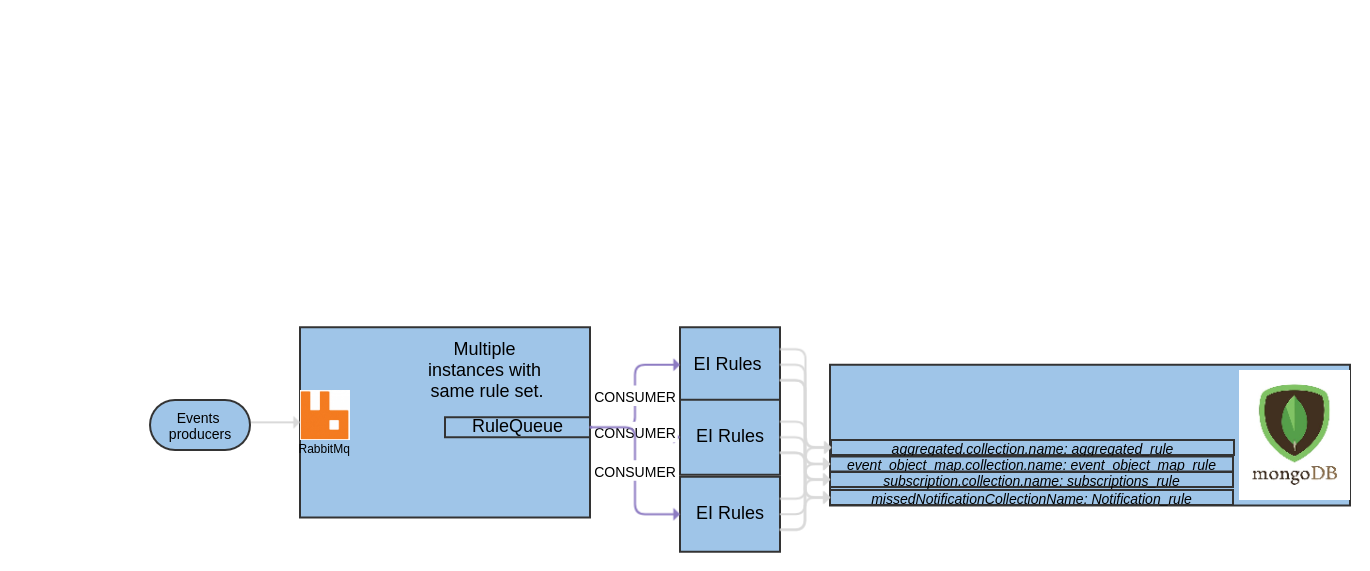 Events
producers
RabbitMq
Multiple
instances with
same rule set.
RuleQueue
CONSUMER
CONSUMER
CONSUMER
EI Rules
EI Rules
EI Rules
aggregated.collection.name: aggregated_rule
event_object_map.collection.name: event_object_map_rule
subscription.collection.name: subscriptions_rule
missedNotificationCollectionName: Notification_rule
mongoDB